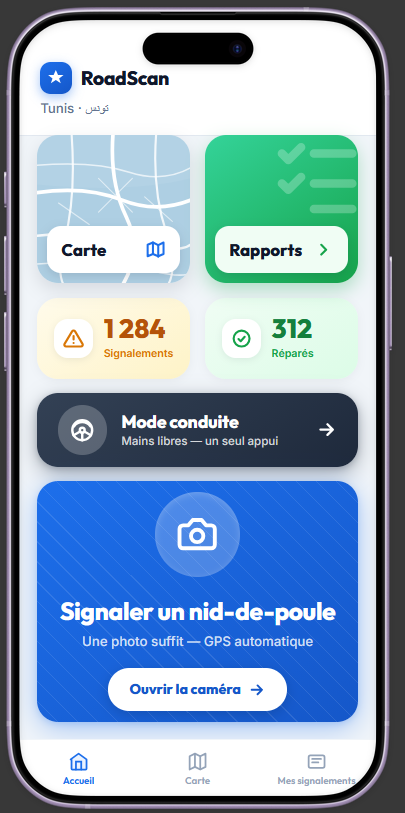 RoadScan
Tunis · تونس
Carte
Rapports
1 284
Signalements
312
Réparés
Mode conduite
Mains libres — un seul appui
Signaler un nid-de-poule
Une photo suffit — GPS automatique
Ouvrir la caméra
Accueil
Carte
Mes signalements